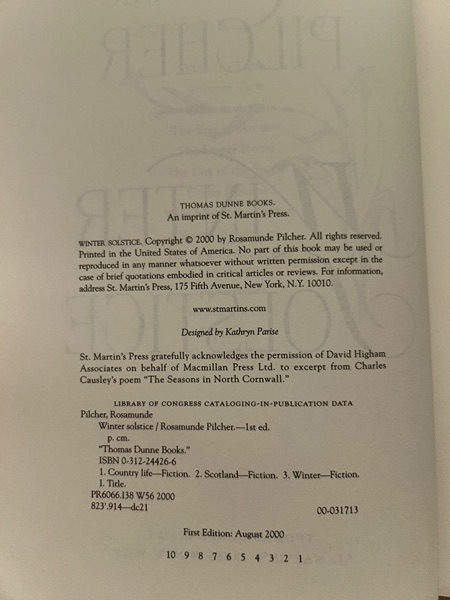 THOMAS DUNNE BOOKS.
An imprint of St. Martin's Press.
WINTER SOLSTICE. Copyright © 2000 by Rosamunde Pilcher. All rights reserved.
Printed in the United States of America. No part of this book may be used or
reproduced in any manner whatsoever without written permission except in the
case of brief quotations embodied in critical articles or reviews. For information,
address St. Martin's Press, 175 Fifth Avenue, New York, N.Y. 10010.
www.stmartins.com
Designed by Kathryn Parise
St. Martin's Press gratefully acknowledges the permission of David Higham
Associates on behalf of Macmillan Press Ltd. to excerpt from Charles
Causley's poem "The Seasons in North Cornwall."
LIBRARY OF CONGRESS CATALOGING-IN-PUBLICATION DATA
Pilcher, Rosamunde
Winter solstice / Rosamunde Pilcher.—1st ed.
p. cm.
"Thomas Dunne Books."
ISBN 0-312-24426-6
1. Country life—Fiction. 2. Scotland—Fiction. 3. Winter—Fiction.
I. Title.
PR6066.I38 W56 2000
823'.914—dc21 00-031713
First Edition: August 2000
10 9 8 7 6 5 4 3 2 1